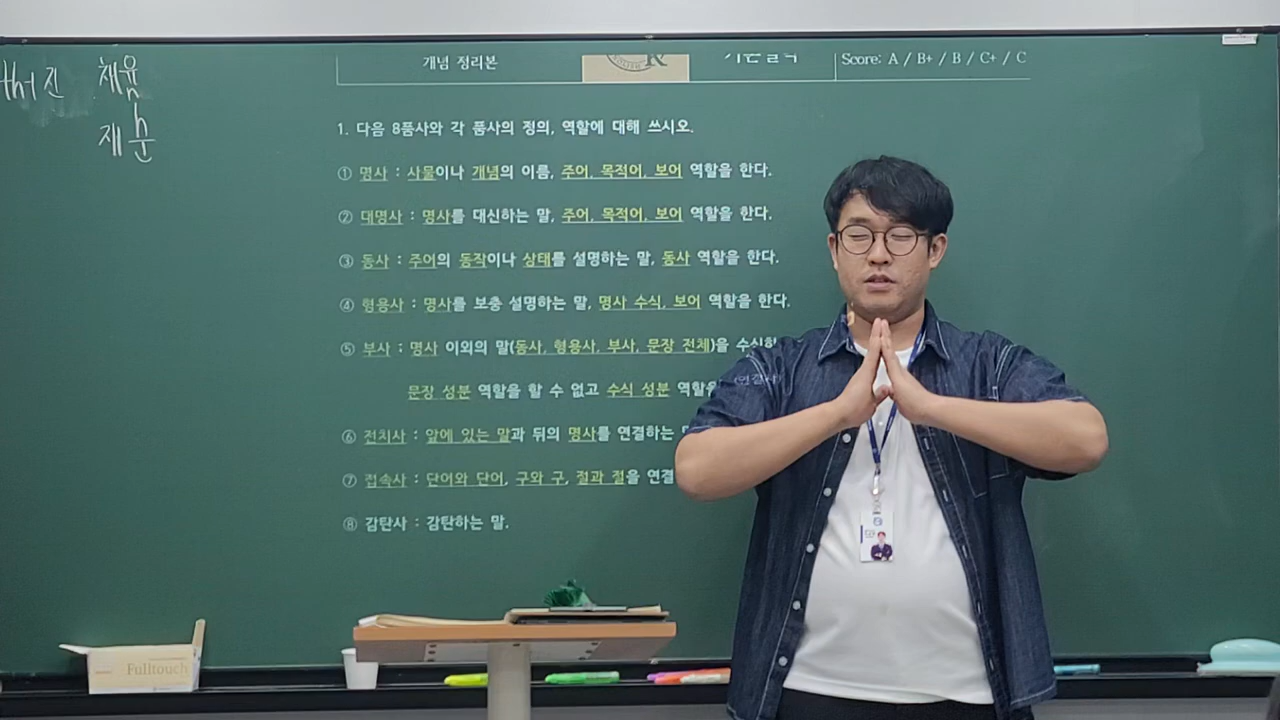 체육
재훈
개념 정리본
Score: A / B+ / B / C+ / C
1. 다음 8품사와 각 품사의 정의, 역할에 대해 쓰시오.
① 명사 : 사물이나 개념의 이름, 주어, 목적어, 보어 역할을 한다.
② 대명사 : 명사를 대신하는 말, 주어, 목적어, 보어 역할을 한다.
③ 동사 : 주어의 동작이나 상태를 설명하는 말, 동사 역할을 한다.
④ 형용사 : 명사를 보충 설명하는 말, 명사 수식, 보어 역할을 한다.
⑤ 부사 : 명사 이외의 말(동사, 형용사, 부사, 문장 전체)을 수식
문장 성분 역할을 할 수 없고 수식 성분 역할을
⑥ 전치사 : 앞에 있는 말과 뒤의 명사를 연결하는
⑦ 접속사 : 단어와 단어, 구와 구, 절과 절을 연결
⑧ 감탄사 : 감탄하는 말.
Fulltouch